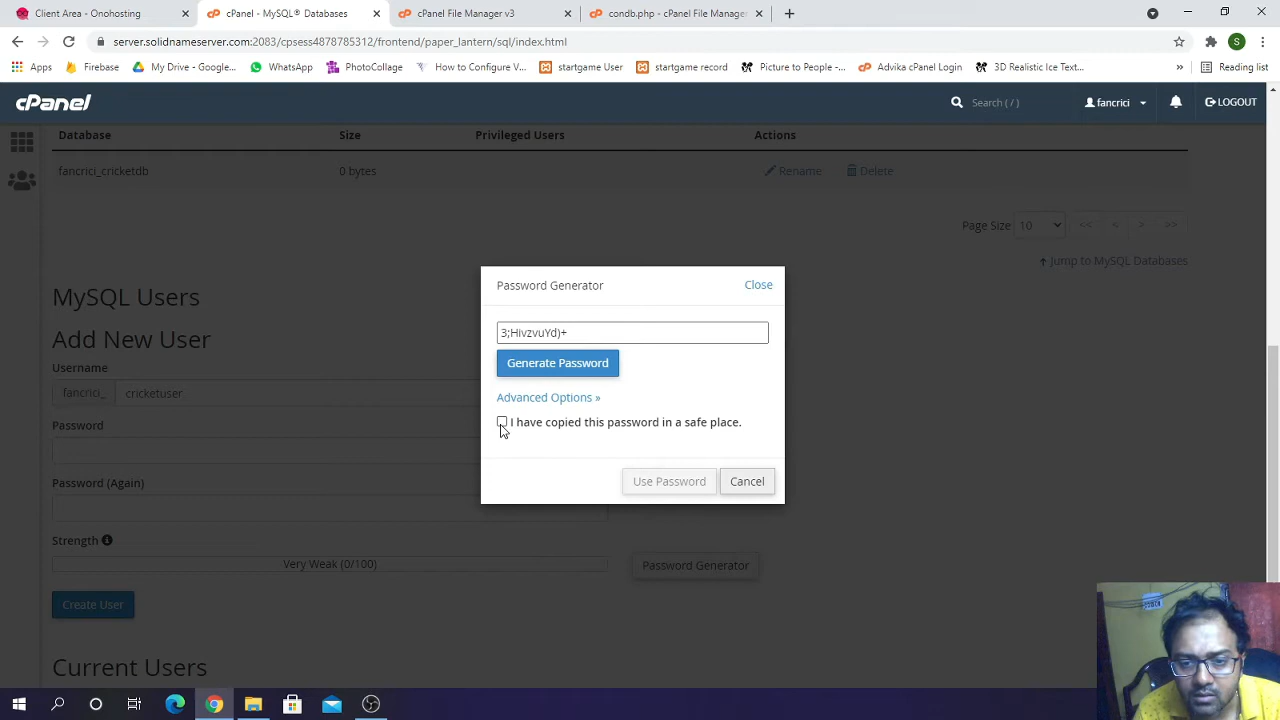 Client Area - Onohosting
cPanel - MySQL® Databases
cPanel File Manager v3
condb.php - cPanel File Manager
server.solidnameserver.com:2083/cpsess4878785312/frontend/paper_lantern/sql/index.html
Apps
Firebase
My Drive - Google...
WhatsApp
PhotoCollage
How to Configure V...
startgame User
startgame record
Picture to People -...
Advika cPanel Login
3D Realistic Ice Text...
»
Reading list
cPanel
Search ( / )
fancrici
LOGOUT
Database Size Privileged Users Actions
fancrici_cricketdb 0 bytes Rename Delete
Page Size 10 << < > >>
Jump to MySQL Databases
MySQL Users
Add New User
Username
fancrici_ cricketuser
Password
Password (Again)
Strength
Very Weak (0/100)
Password Generator
Create User
Current Users
Password Generator
Close
3;HivzvuYd)+
Generate Password
Advanced Options »
I have copied this password in a safe place.
Use Password
Cancel